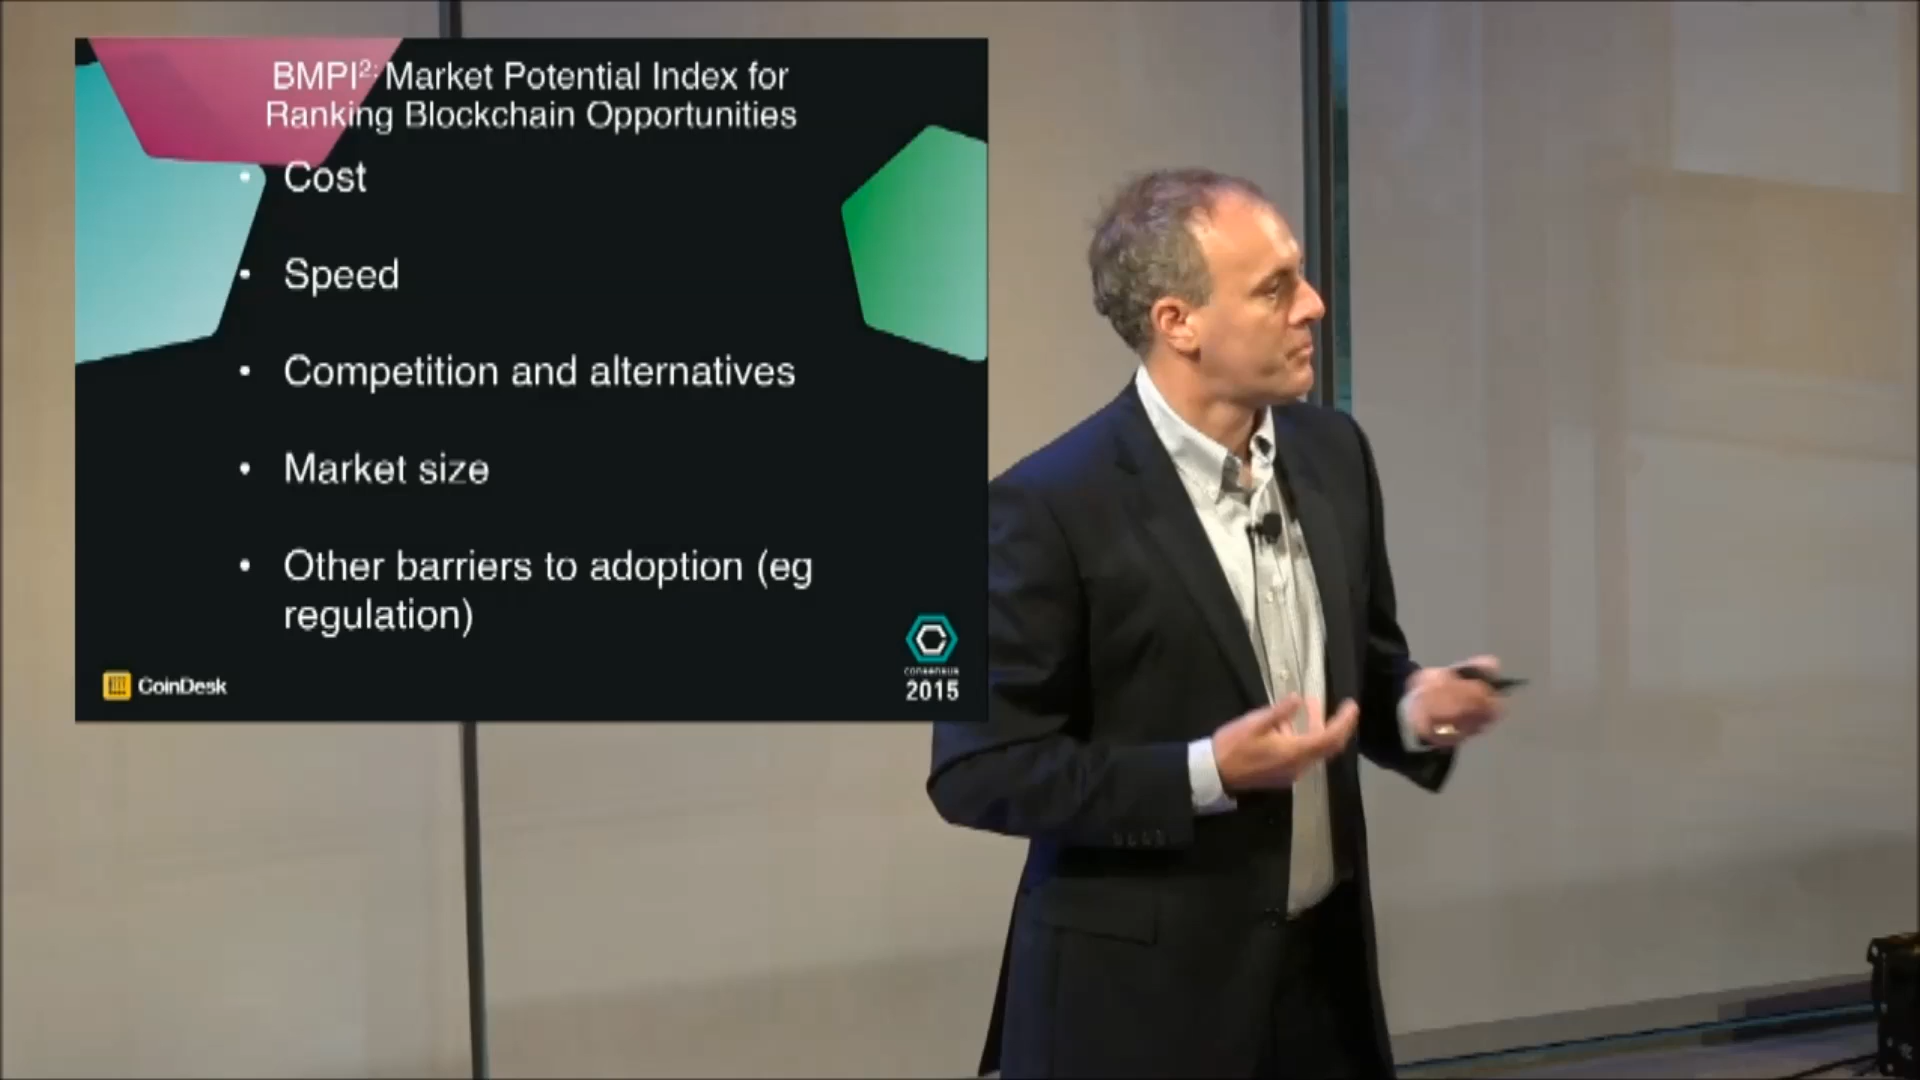 BMPI²: Market Potential Index for
Ranking Blockchain Opportunities
• Cost
• Speed
• Competition and alternatives
• Market size
• Other barriers to adoption (eg
regulation)
CoinDesk
consensus
2015